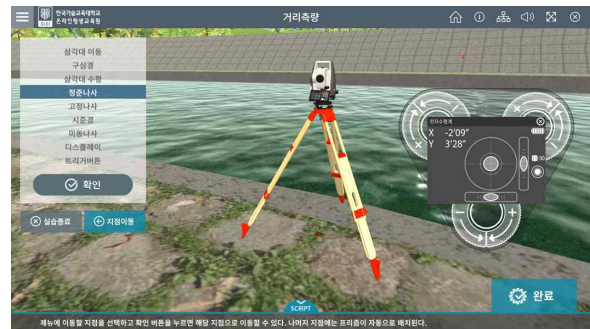 한국기술교육대학교
온라인평생교육원
거리측량
삼각대 이동
구심경
삼각대 수평
정준나사
고정나사
시준경
미동나사
디스플레이
트리거버튼
확인
실습종료
지점이동
전자수평계
X -2'09"
Y 3'28"
30
SCRIPT
완료
메뉴에 이동할 지점을 선택하고 확인 버튼을 누르면 해당 지점으로 이동할 수 있다. 나머지 지점에는 프리즘이 자동으로 배치된다.